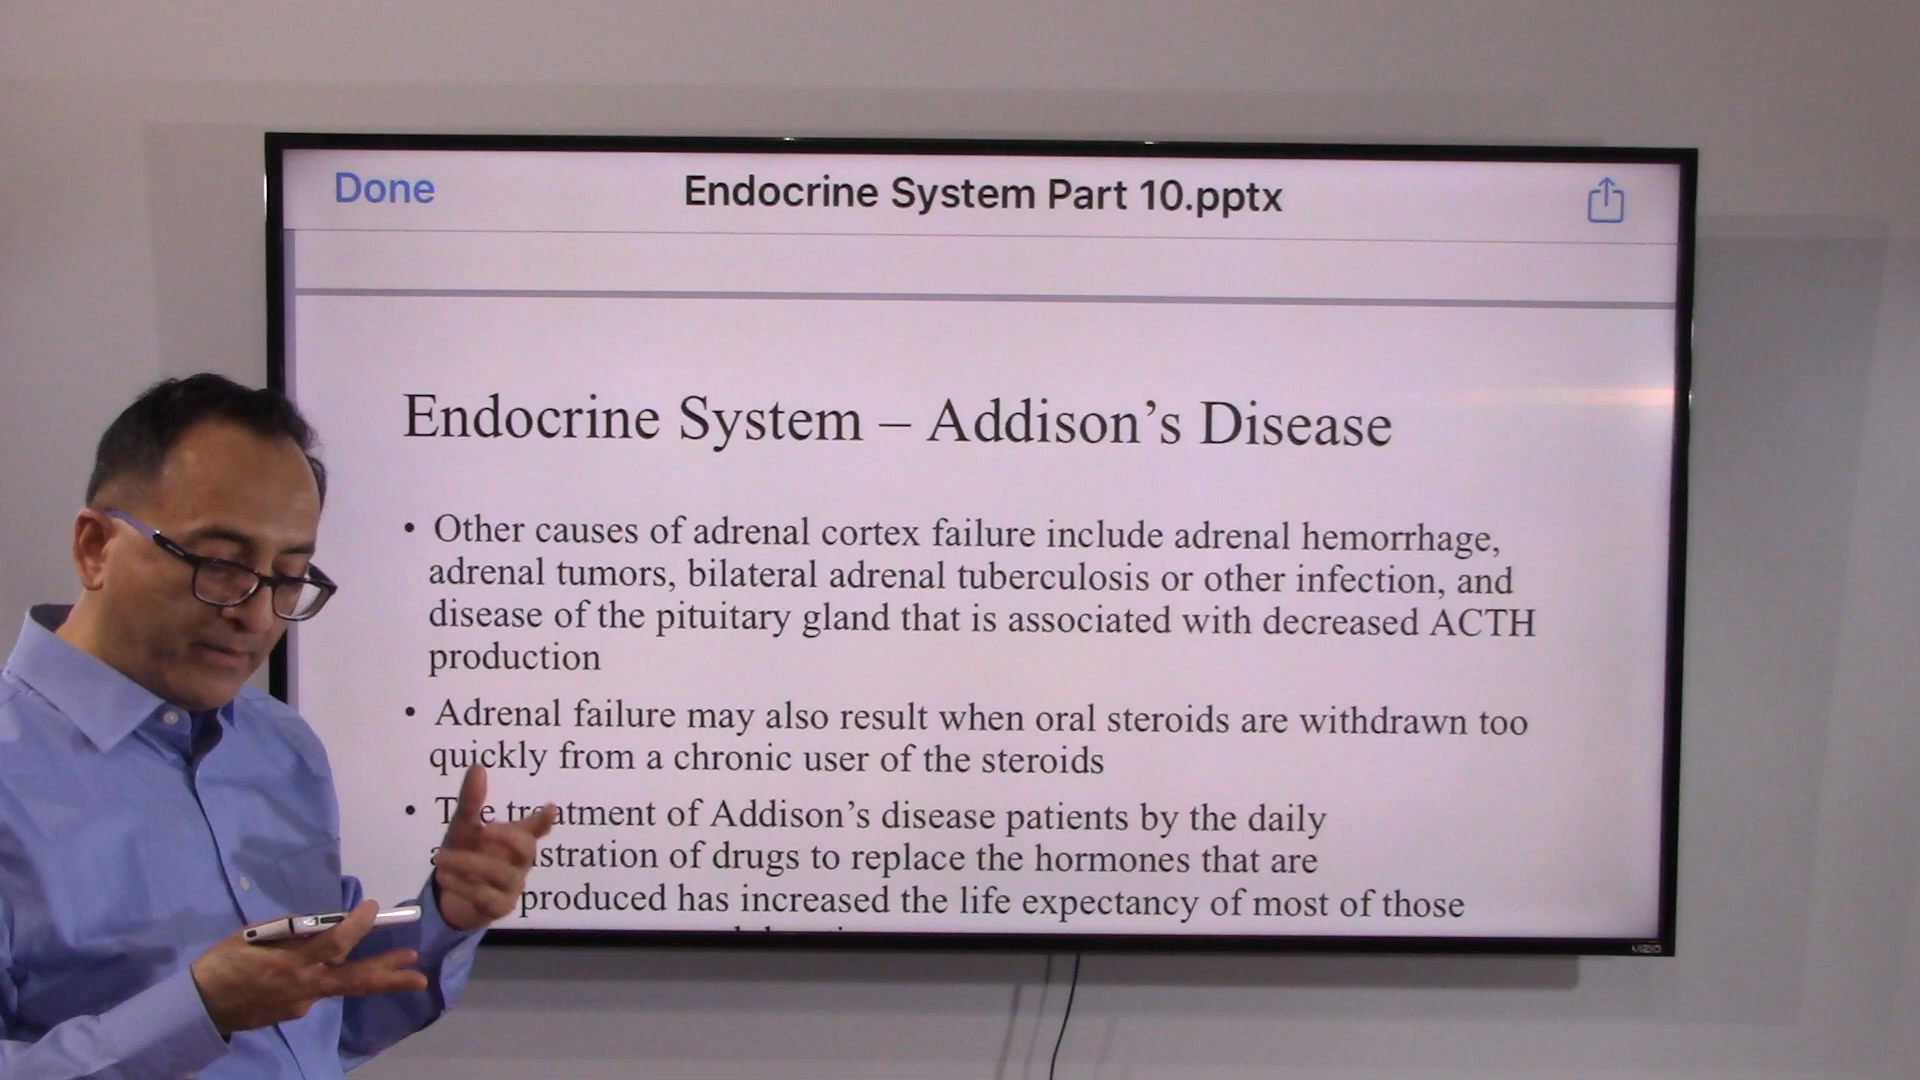 Done
Endocrine System Part 10.pptx
Endocrine System – Addison’s Disease
• Other causes of adrenal cortex failure include adrenal hemorrhage,
adrenal tumors, bilateral adrenal tuberculosis or other infection, and
disease of the pituitary gland that is associated with decreased ACTH
production
• Adrenal failure may also result when oral steroids are withdrawn too
quickly from a chronic user of the steroids
• The treatment of Addison’s disease patients by the daily
istration of drugs to replace the hormones that are
produced has increased the life expectancy of most of those
VIZIO